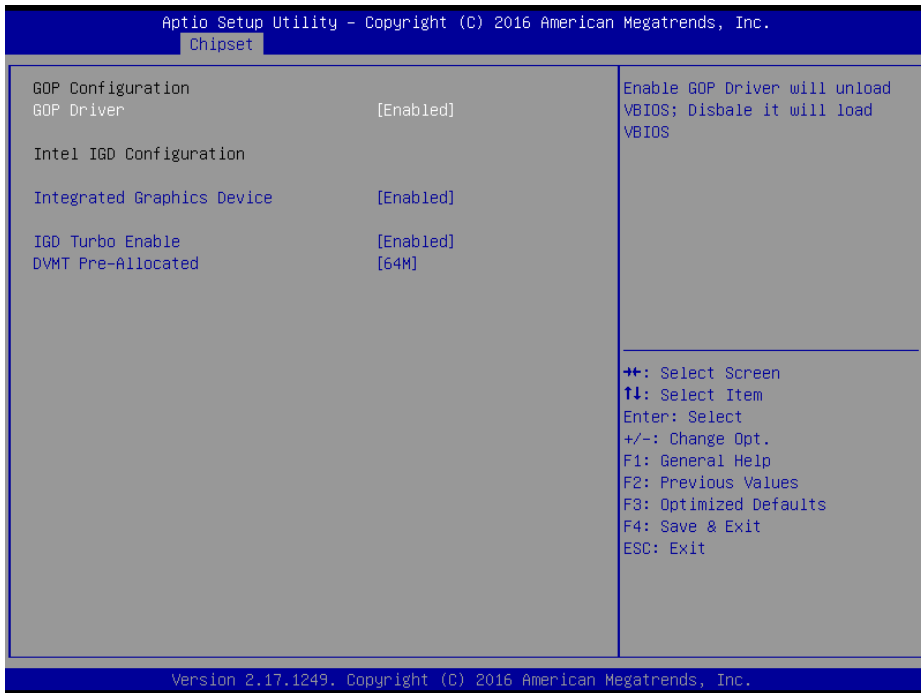 Aptio Setup Utility – Copyright (C) 2016 American Megatrends, Inc.
Chipset
GOP Configuration
GOP Driver [Enabled]
Intel IGD Configuration
Integrated Graphics Device [Enabled]
IGD Turbo Enable [Enabled]
DVMT Pre-Allocated [64M]
Enable GOP Driver will unload
VBIOS; Disbale it will load
VBIOS
→←: Select Screen
↑↓: Select Item
Enter: Select
+/-: Change Opt.
F1: General Help
F2: Previous Values
F3: Optimized Defaults
F4: Save & Exit
ESC: Exit
Version 2.17.1249. Copyright (C) 2016 American Megatrends, Inc.